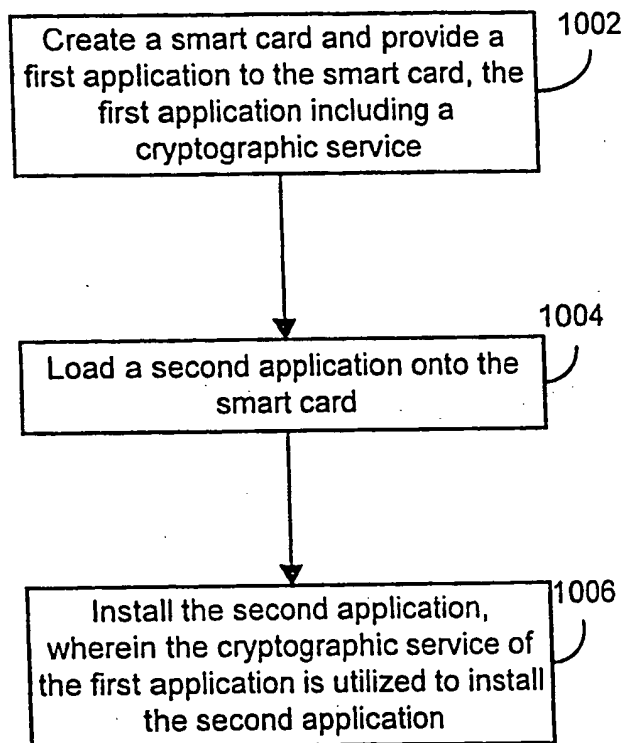 1002
Create a smart card and provide a
first application to the smart card, the
first application including a
cryptographic service
1004
Load a second application onto the
smart card
1006
Install the second application,
wherein the cryptographic service of
the first application is utilized to install
the second application